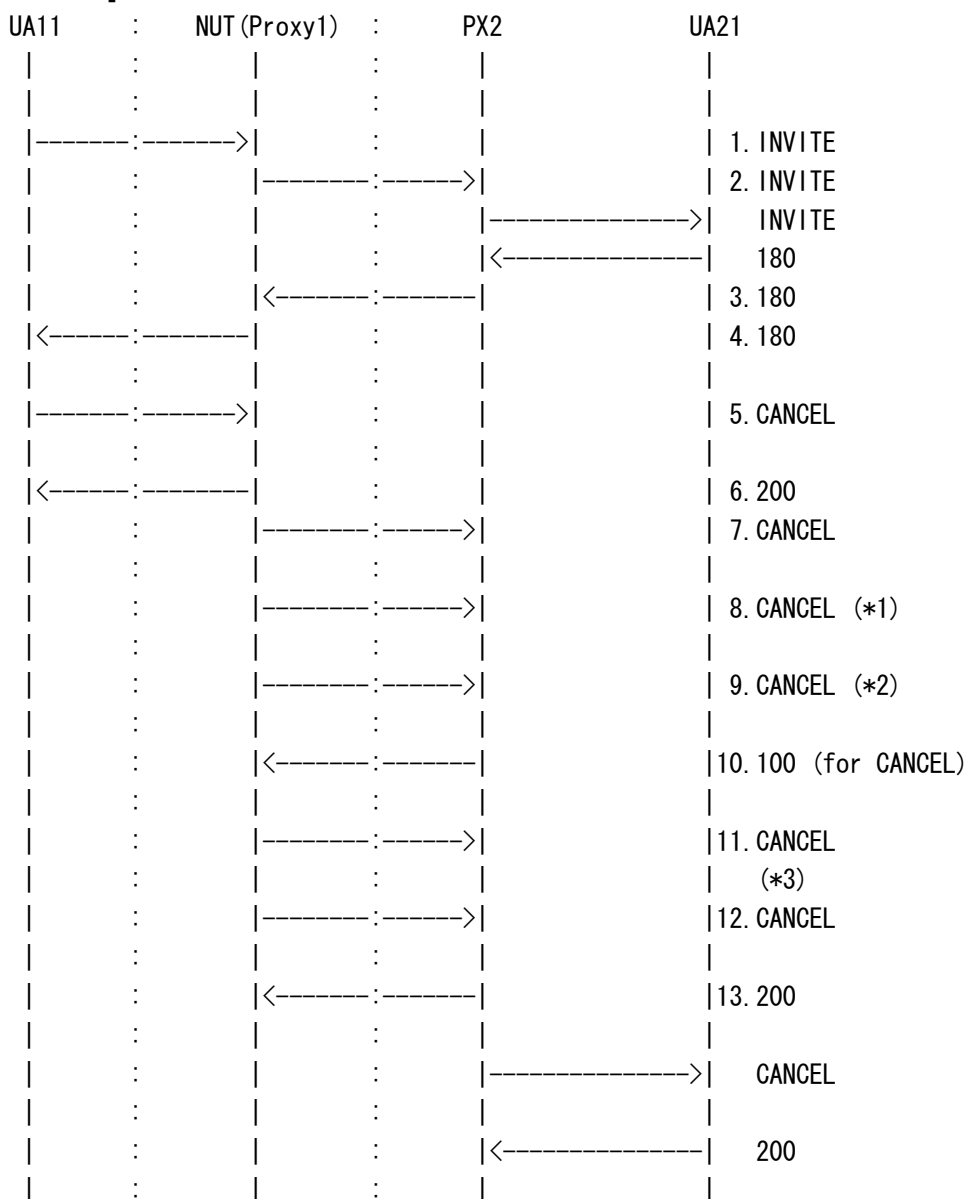 UA11 : NUT(Proxy1) : PX2 UA21
1. INVITE
2. INVITE
INVITE
180
3. 180
4. 180
5. CANCEL
6. 200
7. CANCEL
8. CANCEL (*1)
9. CANCEL (*2)
10. 100 (for CANCEL)
11. CANCEL
(*3)
12. CANCEL
13. 200
CANCEL
200